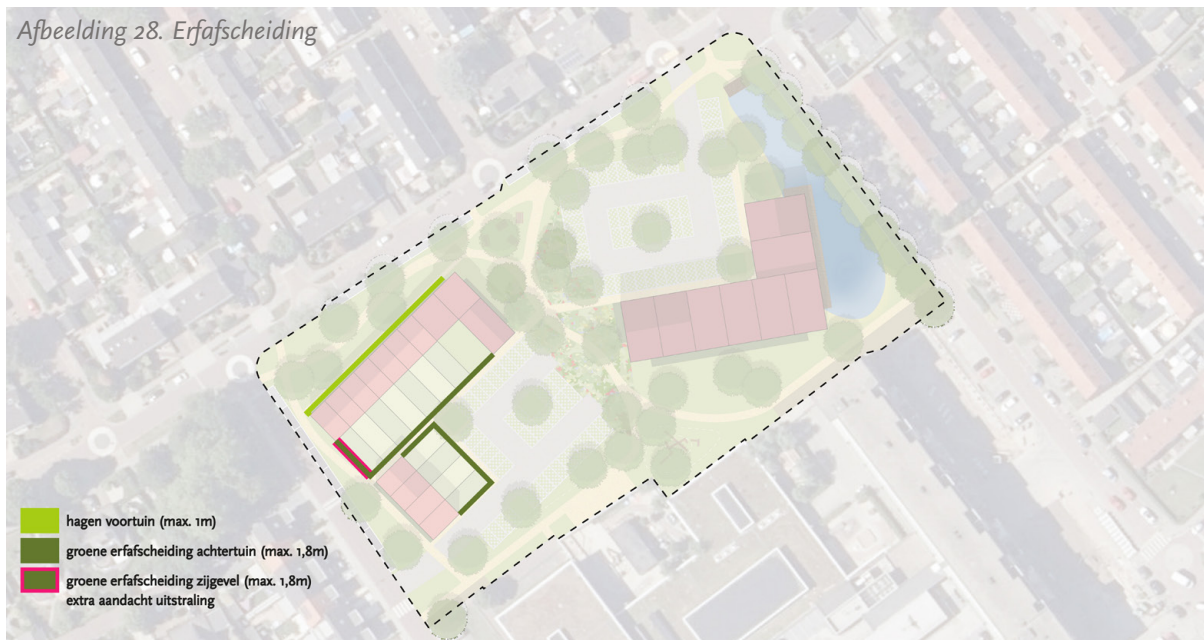 Afbeelding 28. Erfafscheiding
hagen voortuin (max. 1m)
groene erfafscheiding achtertuin (max. 1,8m)
groene erfafscheiding zijgevel (max. 1,8m)
extra aandacht uitstraling